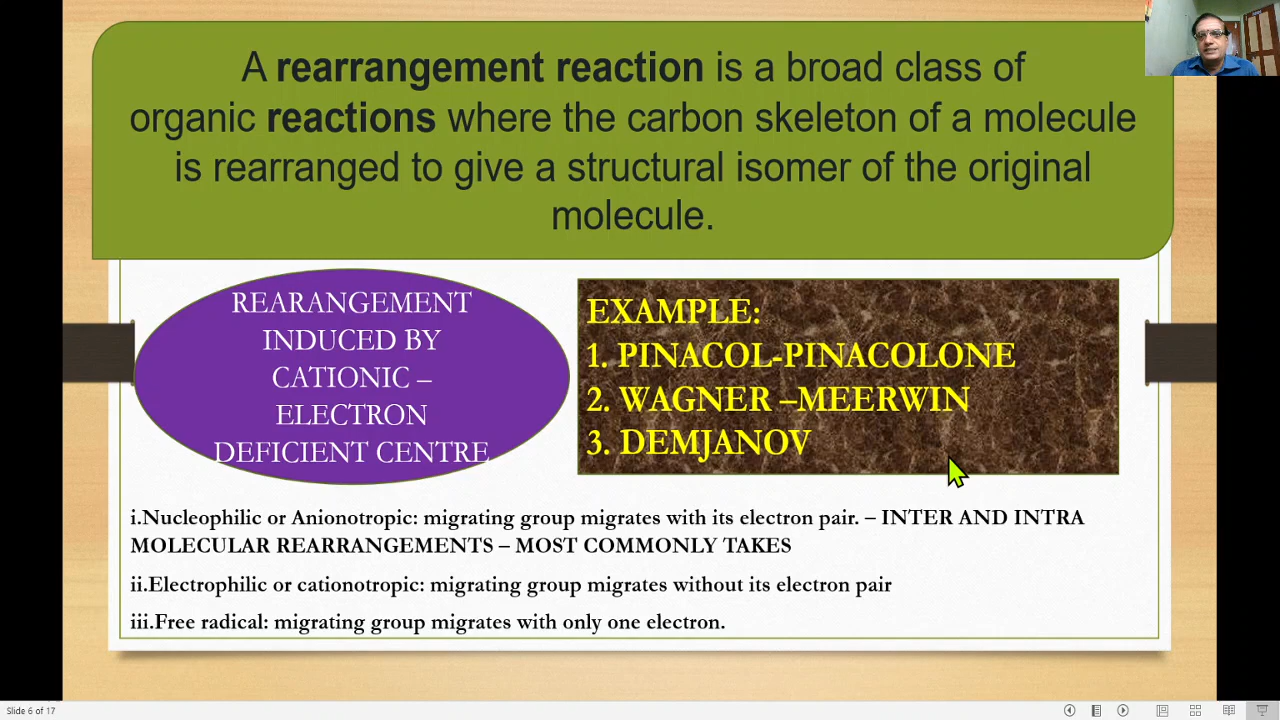 A rearrangement reaction is a broad class of
organic reactions where the carbon skeleton of a molecule
is rearranged to give a structural isomer of the original
molecule.
REARANGEMENT
INDUCED BY
CATIONIC –
ELECTRON
DEFICIENT CENTRE
EXAMPLE:
1. PINACOL-PINACOLONE
2. WAGNER –MEERWIN
3. DEMJANOV
i.Nucleophilic or Anionotropic: migrating group migrates with its electron pair. – INTER AND INTRA
MOLECULAR REARRANGEMENTS – MOST COMMONLY TAKES
ii.Electrophilic or cationotropic: migrating group migrates without its electron pair
iii.Free radical: migrating group migrates with only one electron.
Slide 6 of 17